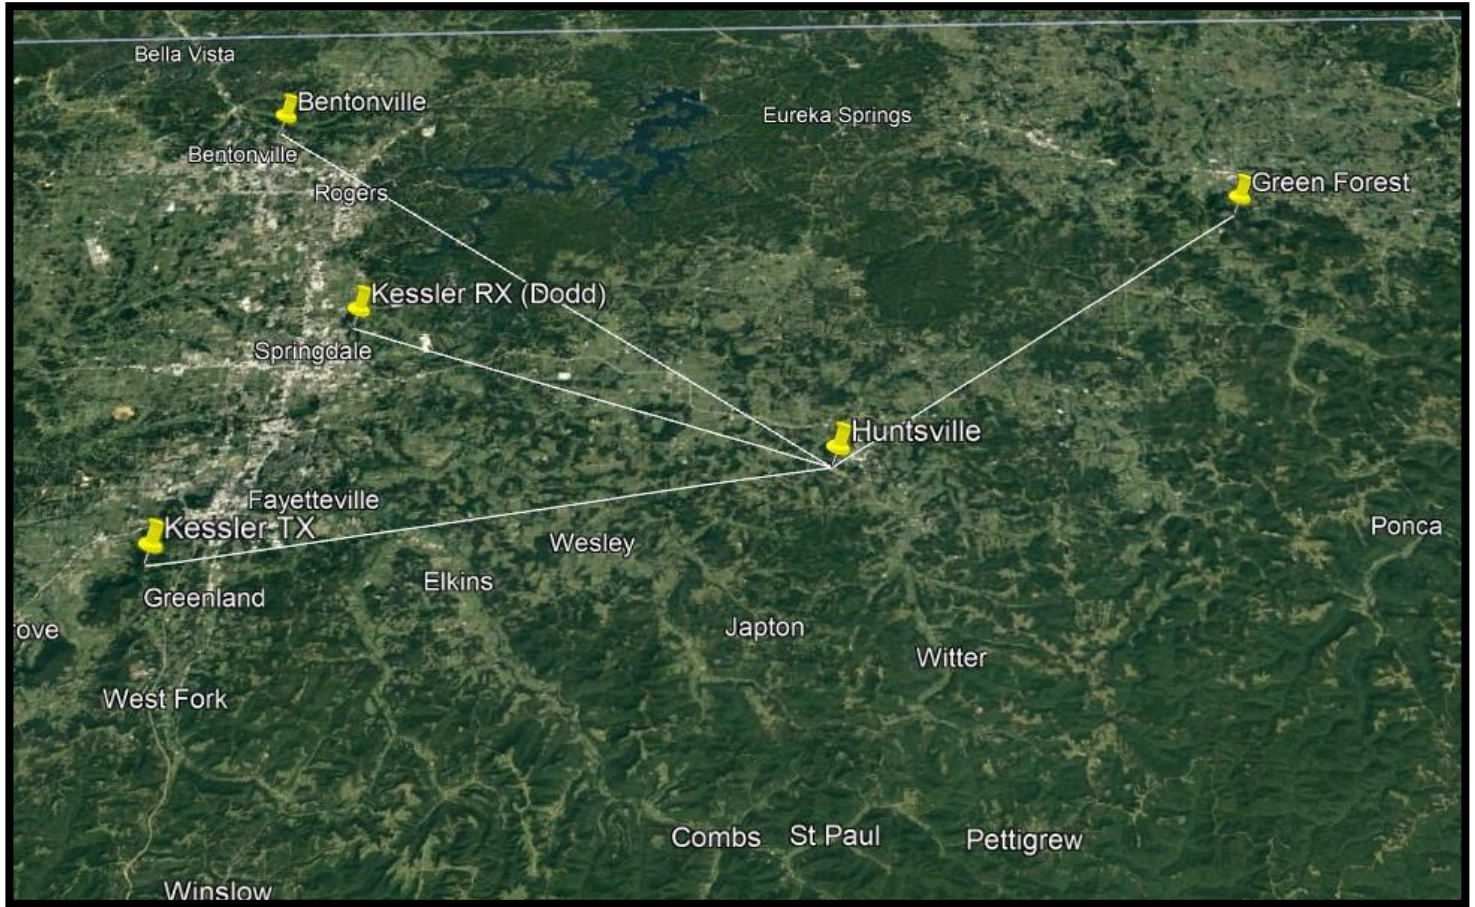 Bella Vista
Bentonville
Eureka Springs
Bentonville
Green Forest
Rogers
Kessler RX (Dodd)
Springdale
Huntsville
Fayetteville
Kessler TX
Ponca
Wesley
Elkins
Greenland
rove
Japton
Witter
West Fork
Combs
St Paul
Pettigrew
Winslow